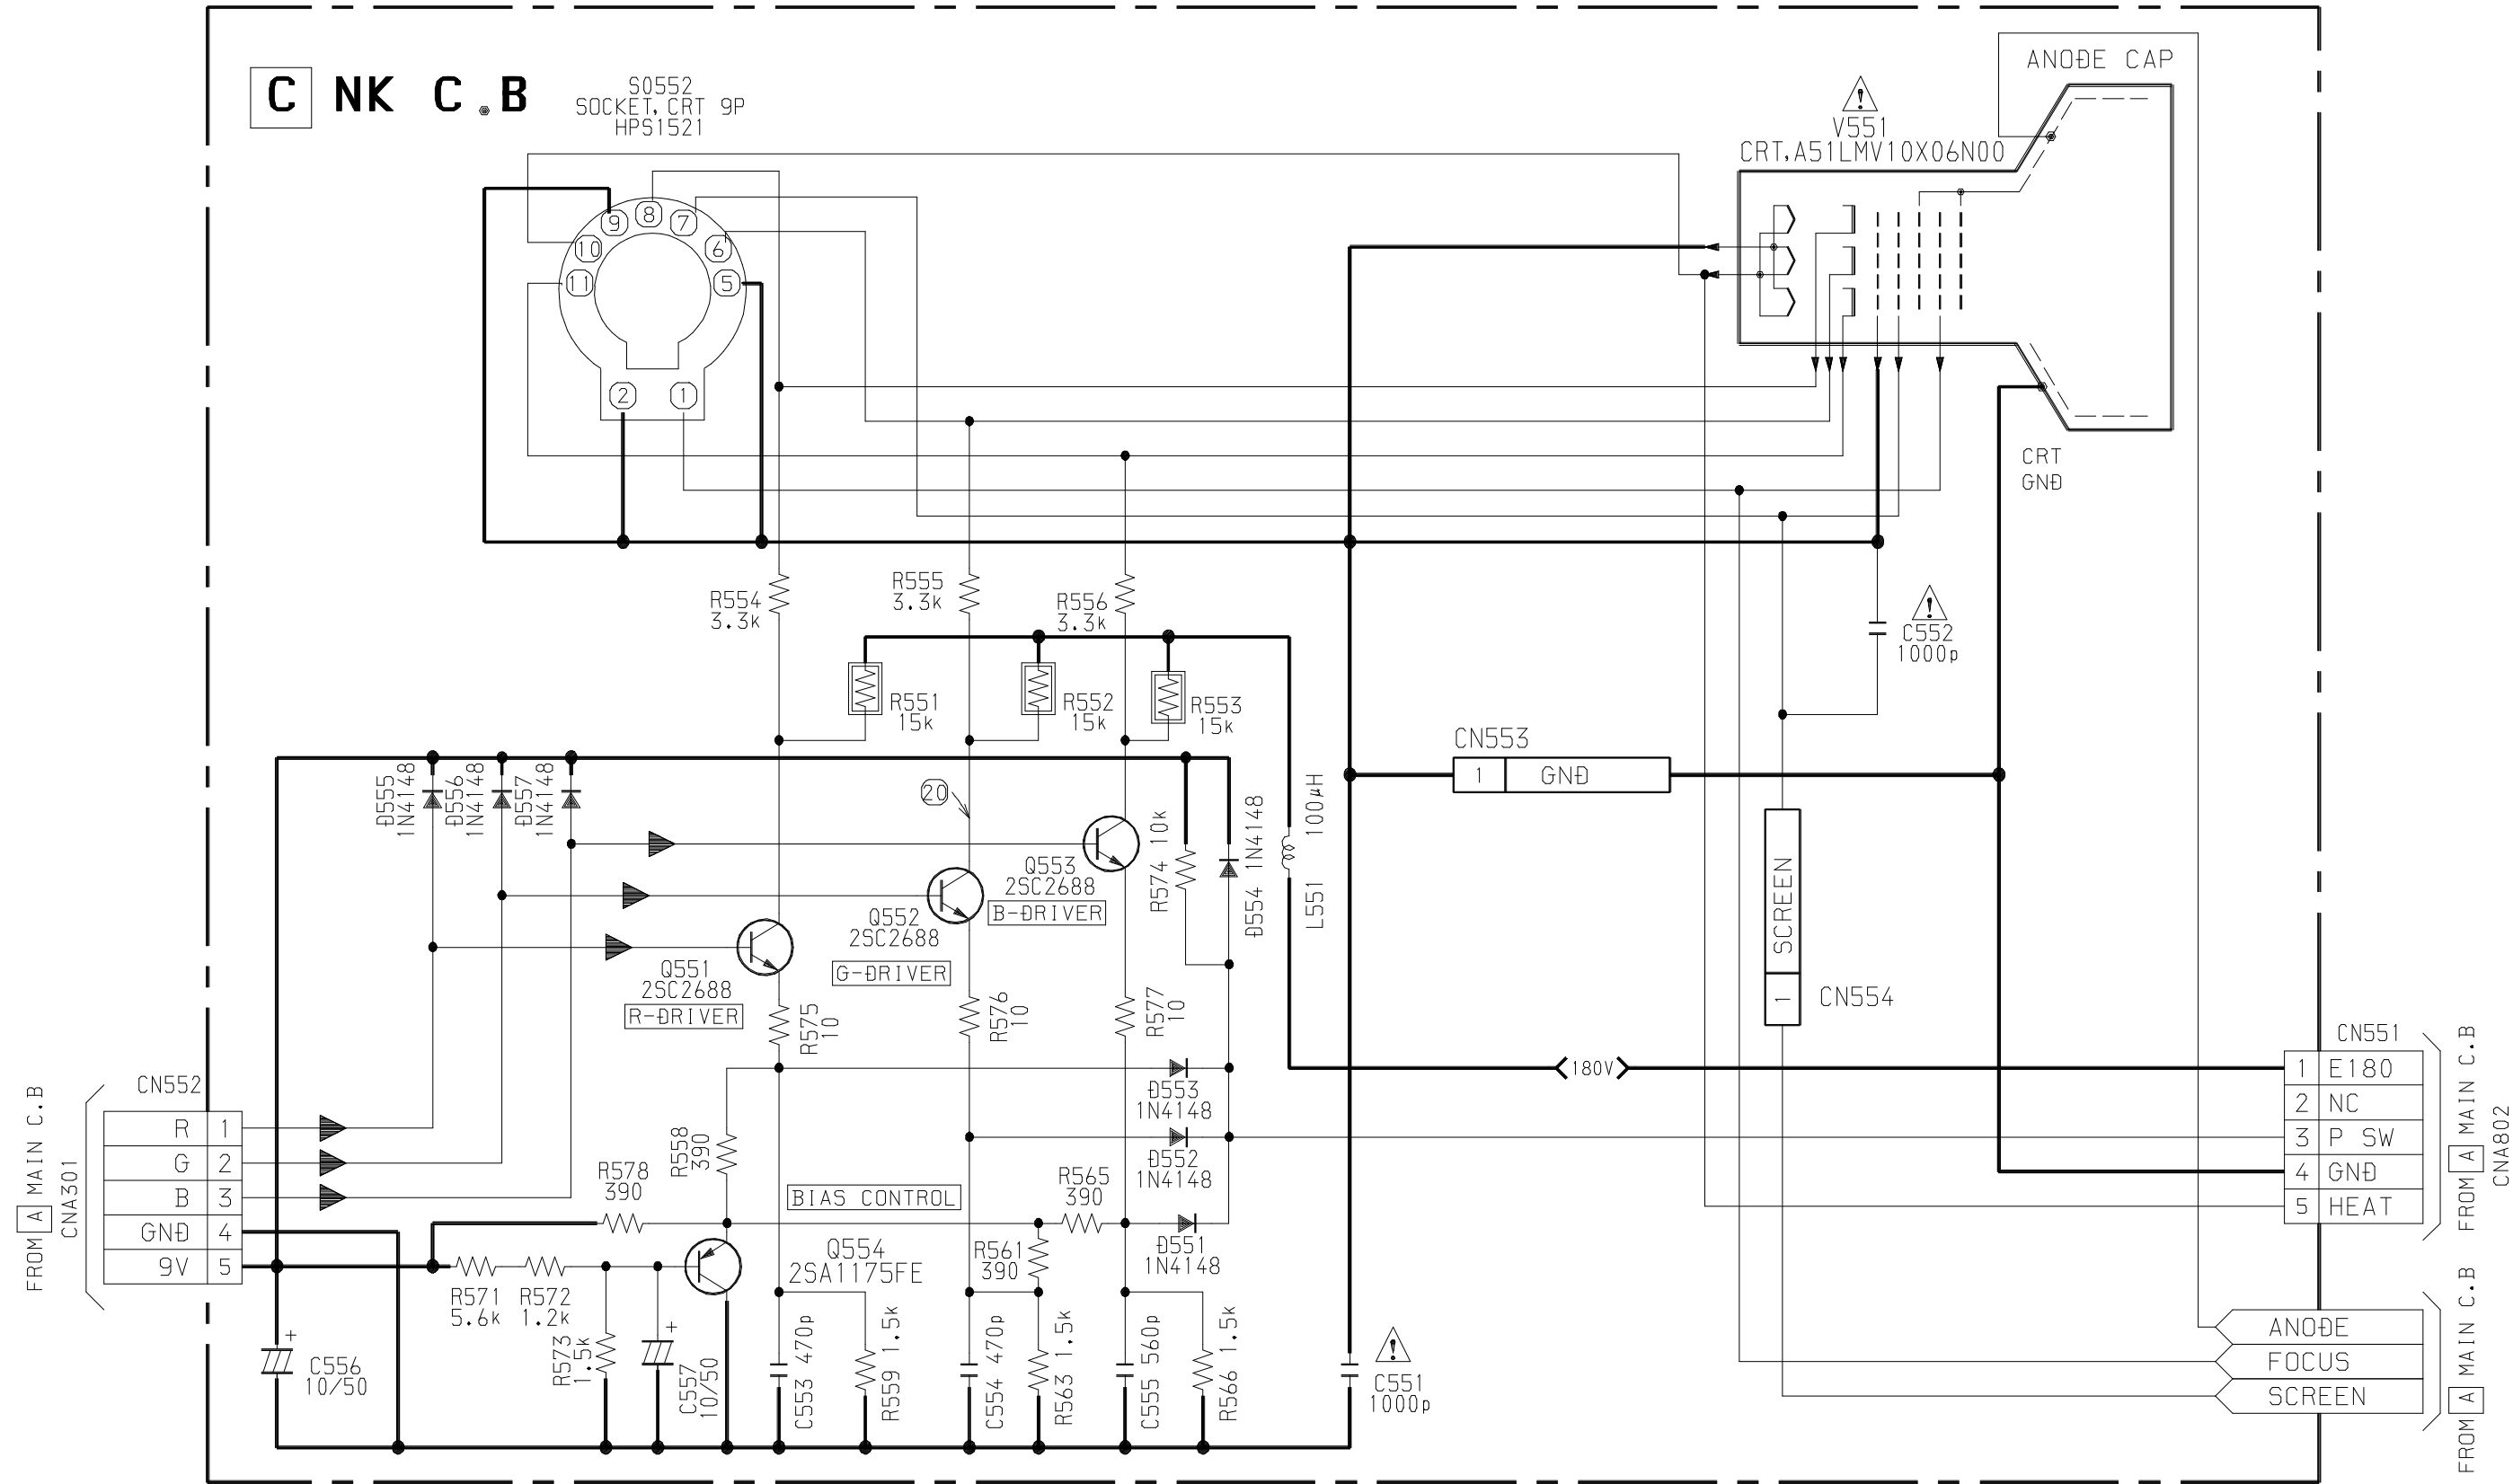 C NK C.B
S0552
SOCKET,CRT 9P
HPS1521
ANODE CAP
V551
CRT,A51LMV10X06N00
9
8
7
10
6
11
5
2
1
CRT
GND
R554
3.3k
R555
3.3k
R556
3.3k
C552
1000p
R551
15k
R552
15k
R553
15k
CN553
1 GND
D555
1N4148
D556
1N4148
D557
1N4148
20
R574 10k
D554 1N4148
100µH
L551
Q553
2SC2688
B-DRIVER
Q552
2SC2688
G-DRIVER
Q551
2SC2688
R-DRIVER
SCREEN
1
CN554
R575
10
R576
10
R577
10
180V
CN551
1 E180
2 NC
3 P SW
4 GND
5 HEAT
FROM A MAIN C.B
CNA802
CN552
R 1
G 2
B 3
GND 4
9V 5
FROM A MAIN C.B
CNA301
D553
1N4148
D552
1N4148
D551
1N4148
R558
390
R578
390
BIAS CONTROL
R565
390
R561
390
Q554
2SA1175FE
R571
5.6k
R572
1.2k
R573
1.5k
+
C556
10/50
+
C557
10/50
C553 470p
R559 1.5k
C554 470p
R563 1.5k
C555 560p
R566 1.5k
C551
1000p
ANODE
FOCUS
SCREEN
FROM A MAIN C.B